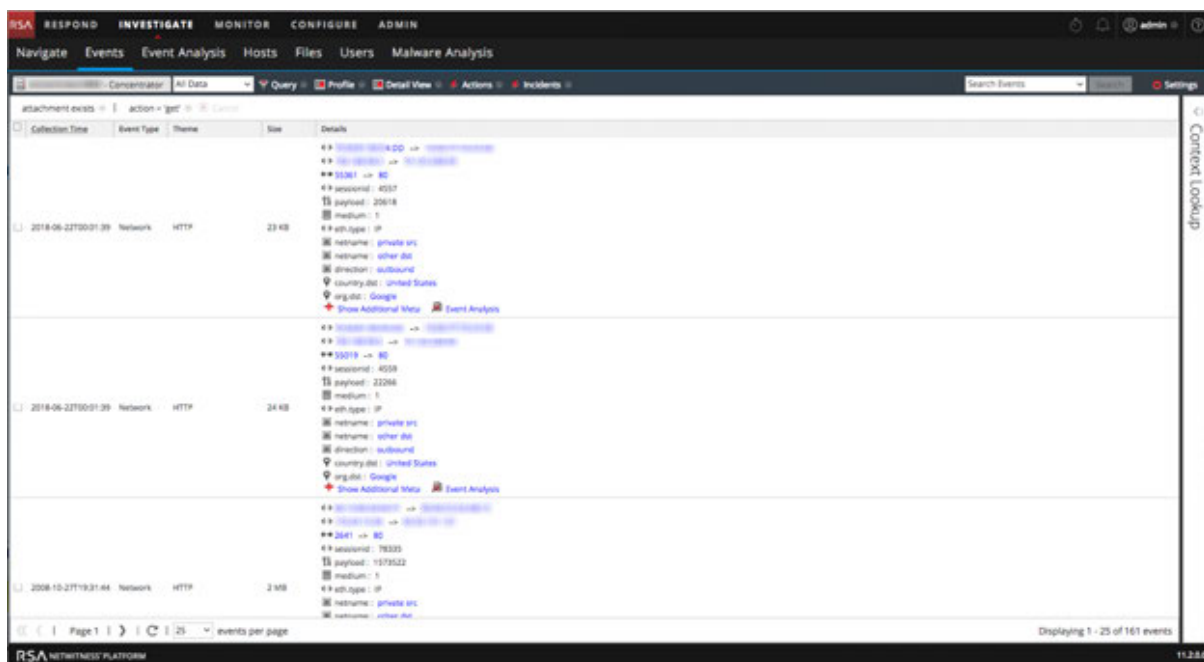 RSA RESPOND INVESTIGATE MONITOR CONFIGURE ADMIN admin
Navigate Events Event Analysis Hosts Files Users Malware Analysis
- Concentrator All Data Query Profile Detail View Actions Incidents Search Events Search Settings
attachment exists | action = 'get' Cancel
Collection Time Event Type Theme Size Details
Context Lookup
55361 -> 80
sessionid : 4557
payload : 20618
medium : 1
2018-06-22T00:01:39 Network HTTP 23 KB eth.type : IP
netname : private src
netname : other dst
direction : outbound
country.dst : United States
org.dst : Google
Show Additional Meta Event Analysis
55019 -> 80
sessionid : 4559
payload : 22266
medium : 1
2018-06-22T00:01:39 Network HTTP 24 KB eth.type : IP
netname : private src
netname : other dst
direction : outbound
country.dst : United States
org.dst : Google
Show Additional Meta Event Analysis
2641 -> 80
sessionid : 78335
payload : 1573522
medium : 1
2008-10-27T19:31:44 Network HTTP 2 MB eth.type : IP
netname : private src
netname : other dst
Page 1 | 25 events per page Displaying 1 - 25 of 161 events
RSA NETWITNESS PLATFORM